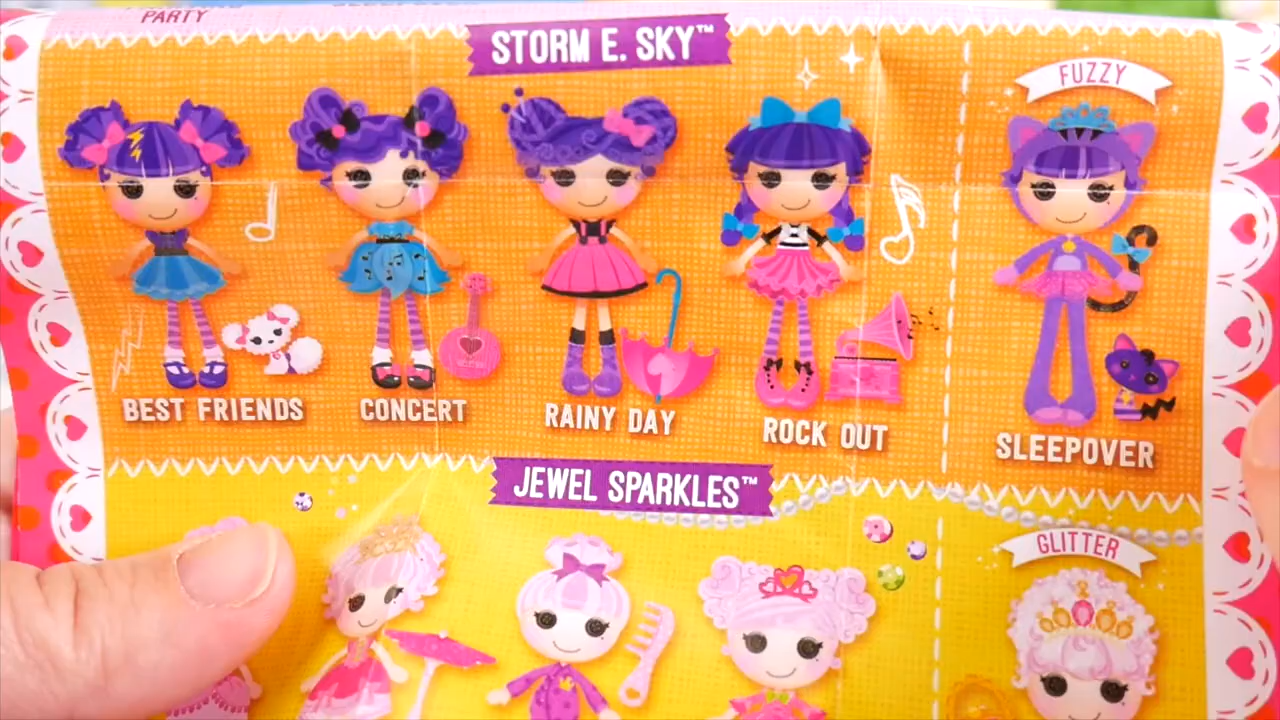 PARTY
STORM E. SKY™
FUZZY
BEST FRIENDS
CONCERT
RAINY DAY
ROCK OUT
SLEEPOVER
JEWEL SPARKLES™
GLITTER